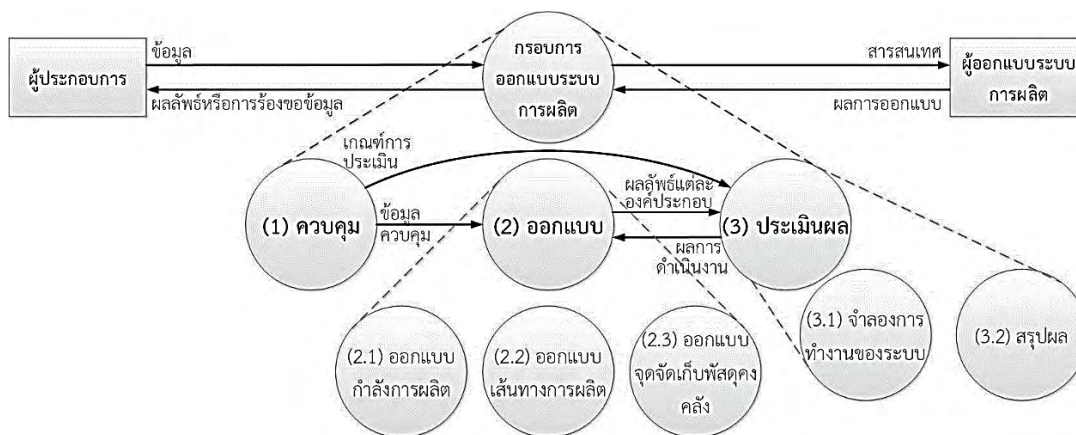 ข้อมูล
ผู้ประกอบการ
ผลลัพธ์หรือการร้องขอข้อมูล
กรอบการ
ออกแบบระบบ
การผลิต
สารสนเทศ
ผู้ออกแบบระบบ
การผลิต
ผลการออกแบบ
เกณฑ์การ
ประเมิน
(1) ควบคุม
ข้อมูล
ควบคุม
(2) ออกแบบ
ผลลัพธ์แต่ละ
องค์ประกอบ
(3) ประเมินผล
ผลการ
ดำเนินงาน
(2.1) ออกแบบ
กำลังการผลิต
(2.2) ออกแบบ
เส้นทางการผลิต
(2.3) ออกแบบ
จุดจัดเก็บพัสดุคง
คลัง
(3.1) จำลองการ
ทำงานของระบบ
(3.2) สรุปผล